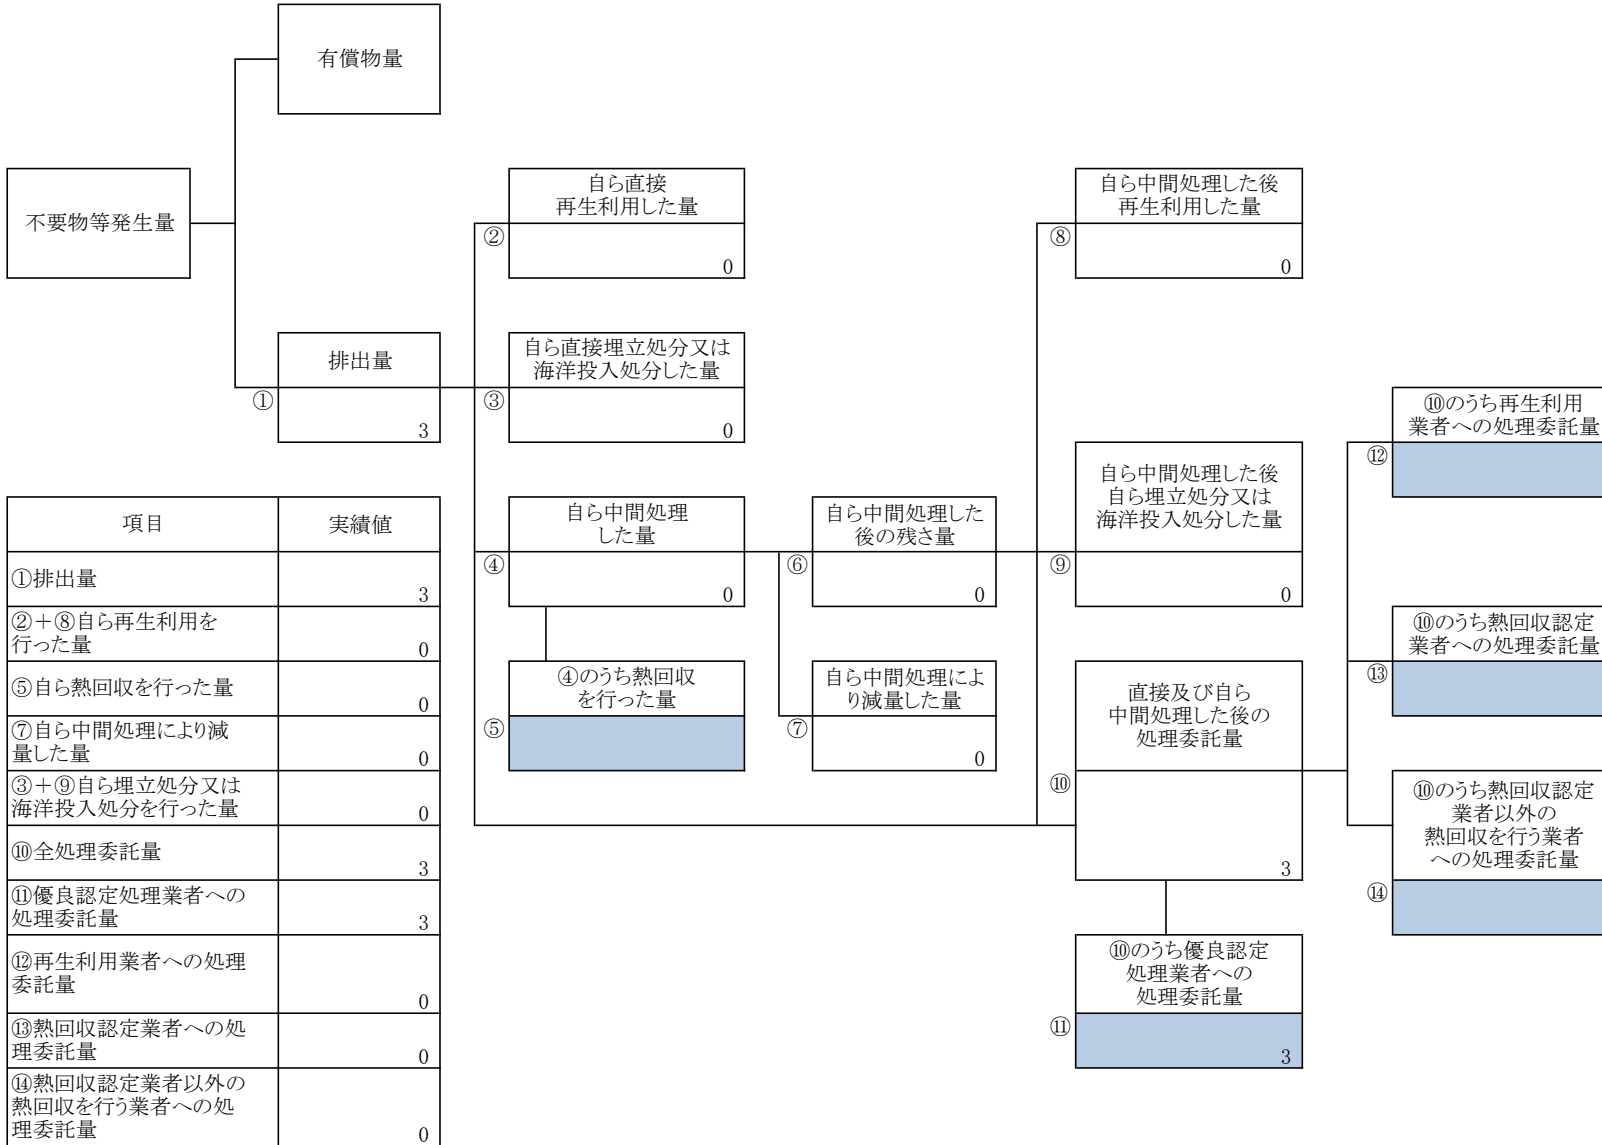 有償物量
不要物等発生量
排出量
①
3
自ら直接
再生利用した量
②
0
自ら直接埋立処分又は
海洋投入処分した量
③
0
自ら中間処理
した量
④
0
④のうち熱回収
を行った量
⑤
自ら中間処理した
後の残さ量
⑥
0
自ら中間処理によ
り減量した量
⑦
0
自ら中間処理した後
再生利用した量
⑧
0
自ら中間処理した後
自ら埋立処分又は
海洋投入処分した量
⑨
0
直接及び自ら
中間処理した後の
処理委託量
⑩
3
⑩のうち優良認定
処理業者への
処理委託量
⑪
3
⑩のうち再生利用
業者への処理委託量
⑫
⑩のうち熱回収認定
業者への処理委託量
⑬
⑩のうち熱回収認定
業者以外の
熱回収を行う業者
への処理委託量
⑭
項目 実績値
①排出量
3
②＋⑧自ら再生利用を
行った量
0
⑤自ら熱回収を行った量
0
⑦自ら中間処理により減
量した量
0
③＋⑨自ら埋立処分又は
海洋投入処分を行った量
0
⑩全処理委託量
3
⑪優良認定処理業者への
処理委託量
3
⑫再生利用業者への処理
委託量
0
⑬熱回収認定業者への処
理委託量
0
⑭熱回収認定業者以外の
熱回収を行う業者への処
理委託量
0